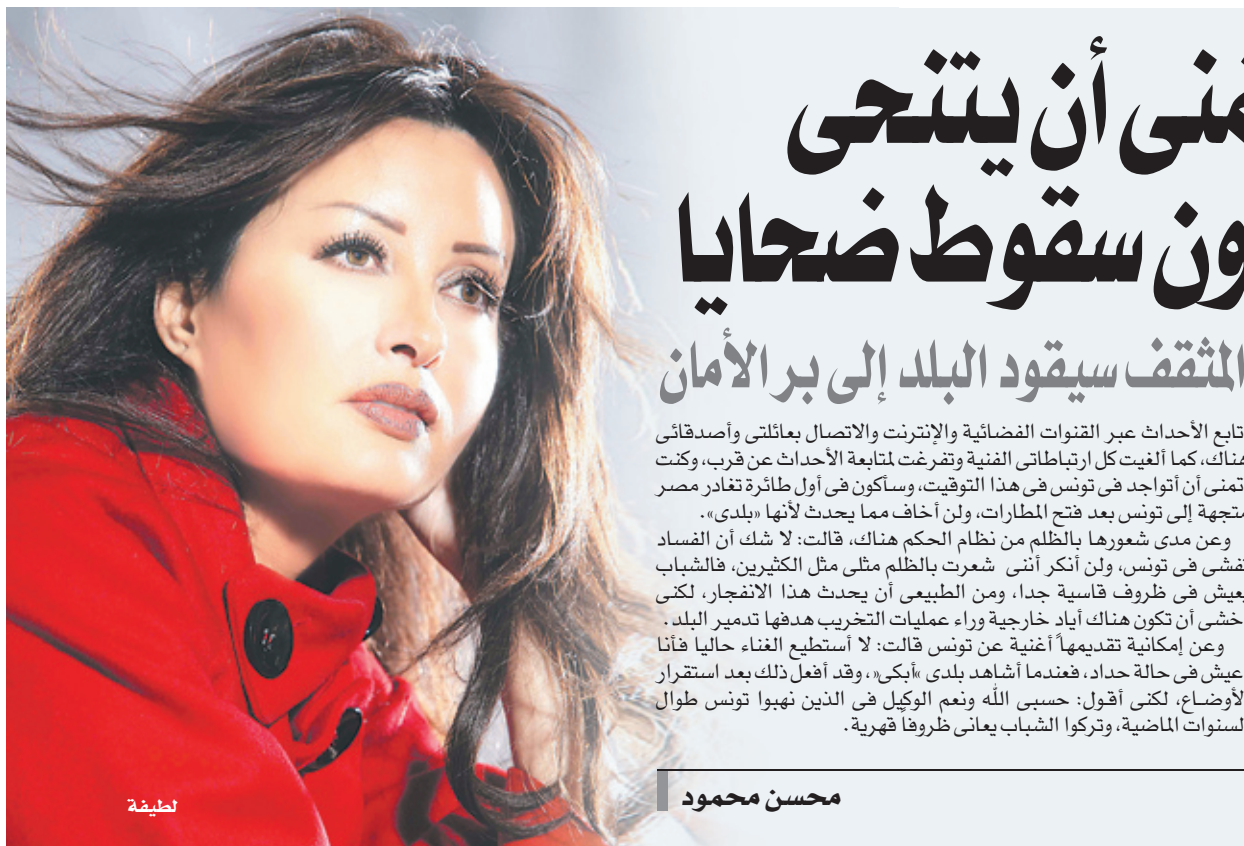 منى أن يتنحى
ون سقوط ضحايا
المثقف سيقود البلد إلى بر الأمان
تابع الأحداث عبر القنوات الفضائية والإنترنت والاتصال بعائلتى وأصدقائى
هناك، كما ألغيت كل ارتباطاتى الفنية وتفرغت لمتابعة الأحداث عن قرب، وكنت
تمنى أن أتواجد فى تونس فى هذا التوقيت، وسأكون فى أول طائرة تغادر مصر
متجهة إلى تونس بعد فتح المطارات، ولن أخاف مما يحدث لأنها «بلدى».
وعن مدى شعورها بالظلم من نظام الحكم هناك، قالت: لا شك أن الفساد
تفشى فى تونس، ولن أنكر أننى شعرت بالظلم مثلى مثل الكثيرين، فالشباب
يعيش فى ظروف قاسية جدا، ومن الطبيعى أن يحدث هذا الانفجار، لكنى
خشى أن تكون هناك أياد خارجية وراء عمليات التخريب هدفها تدمير البلد.
وعن إمكانية تقديمها أغنية عن تونس قالت: لا أستطيع الغناء حاليا فأنا
عيش فى حالة حداد، فعندما أشاهد بلدى »أبكى«، وقد أفعل ذلك بعد استقرار
لأوضاع، لكنى أقول: حسبى الله ونعم الوكيل فى الذين نهبوا تونس طوال
لسنوات الماضية، وتركوا الشباب يعانى ظروفاً قهرية.
محسن محمود
لطيفة